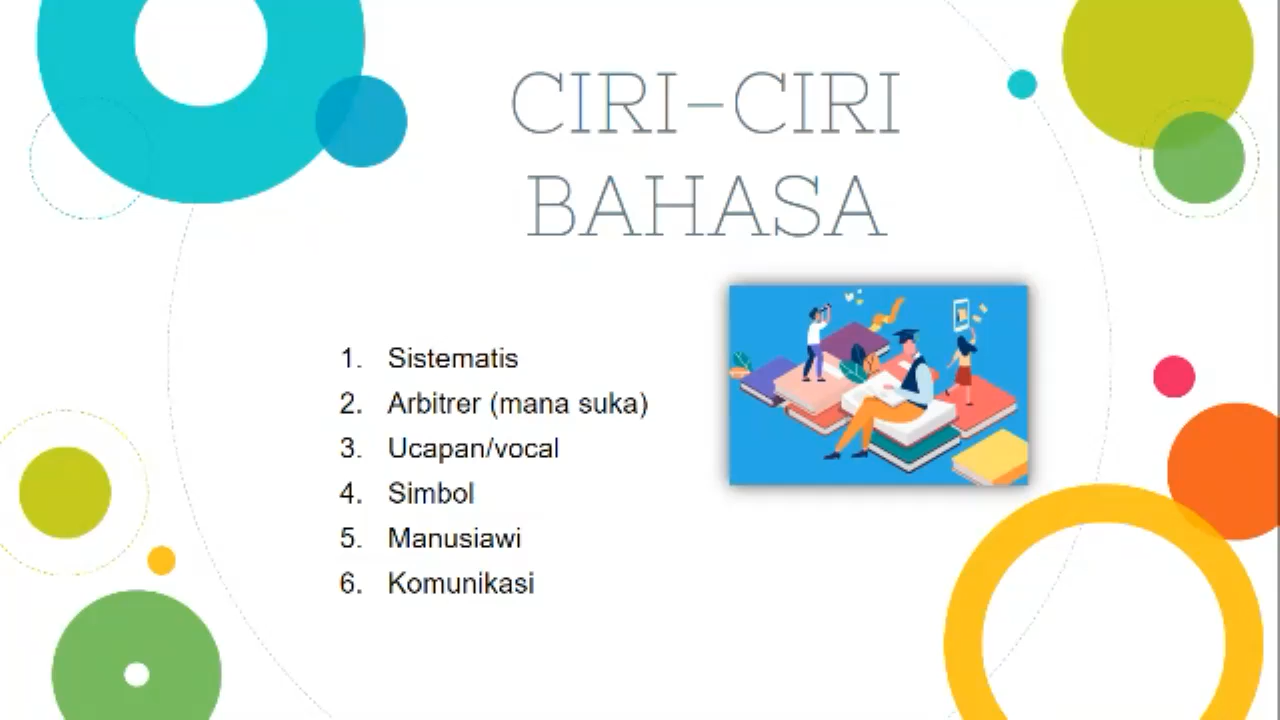 CIRI-CIRI
BAHASA
1. Sistematis
2. Arbitrer (mana suka)
3. Ucapan/vocal
4. Simbol
5. Manusiawi
6. Komunikasi